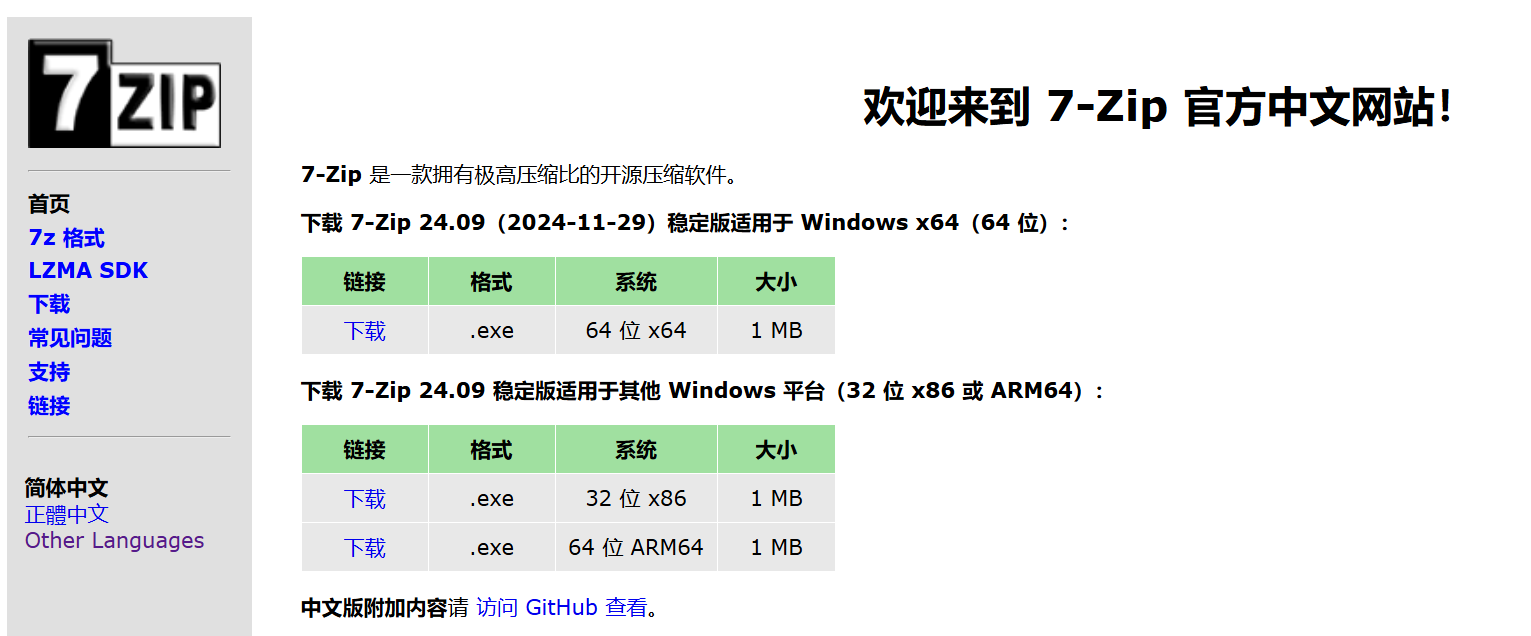 7ZIP
首页
7z 格式
LZMA SDK
下载
常见问题
支持
链接
简体中文
正體中文
Other Languages
欢迎来到 7-Zip 官方中文网站！
7-Zip 是一款拥有极高压缩比的开源压缩软件。
下载 7-Zip 24.09（2024-11-29）稳定版适用于 Windows x64（64 位）：
链接 格式 系统 大小
下载 .exe 64 位 x64 1 MB
下载 7-Zip 24.09 稳定版适用于其他 Windows 平台（32 位 x86 或 ARM64）：
链接 格式 系统 大小
下载 .exe 32 位 x86 1 MB
下载 .exe 64 位 ARM64 1 MB
中文版附加内容请 访问 GitHub 查看。